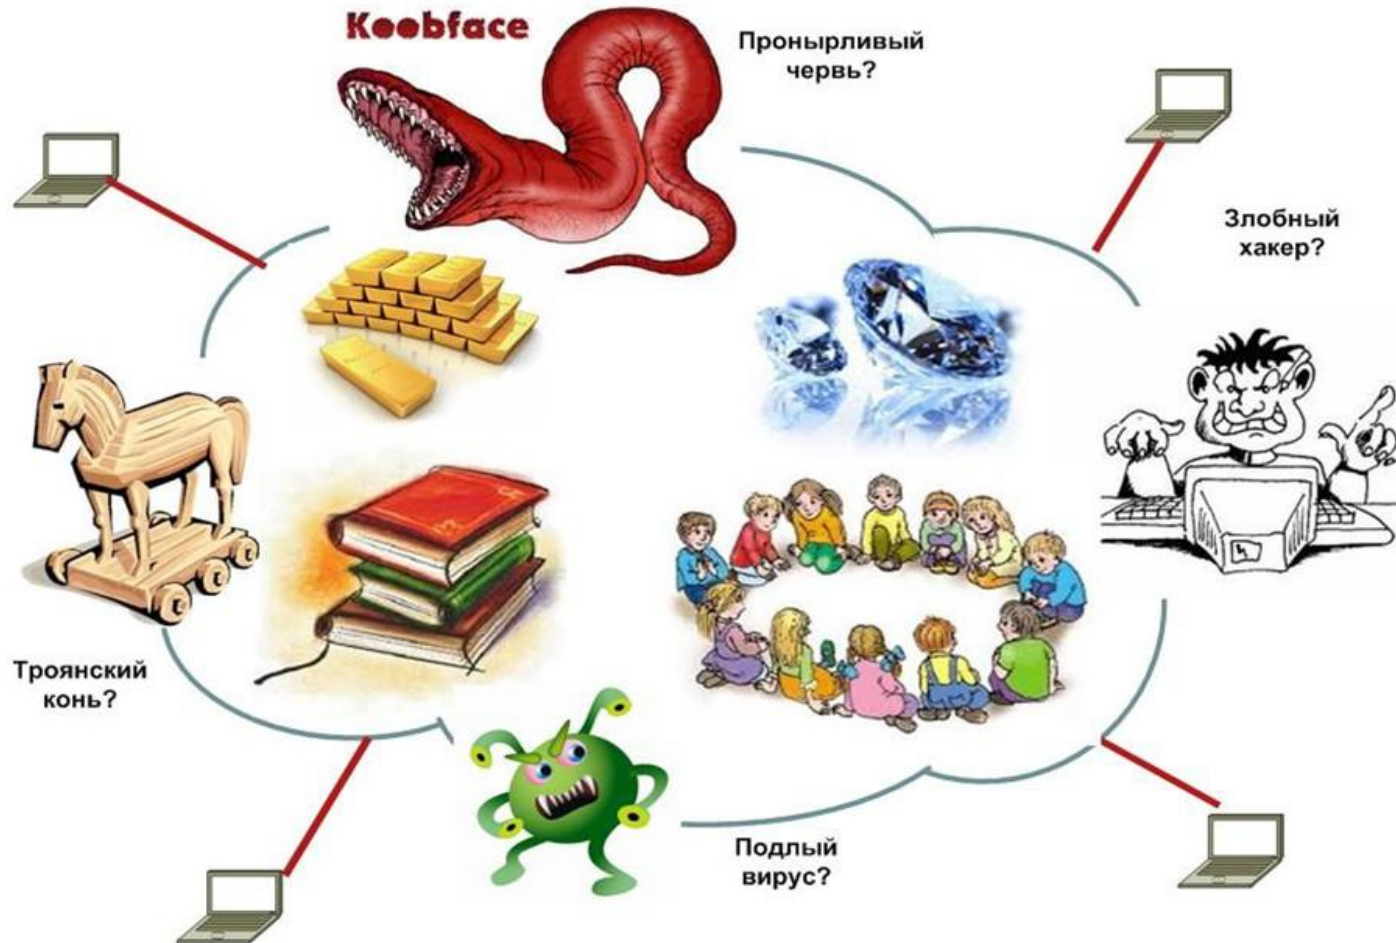 Koobface
Пронырливый
червь?
Злобный
хакер?
Троянский
конь?
Подлый
вирус?